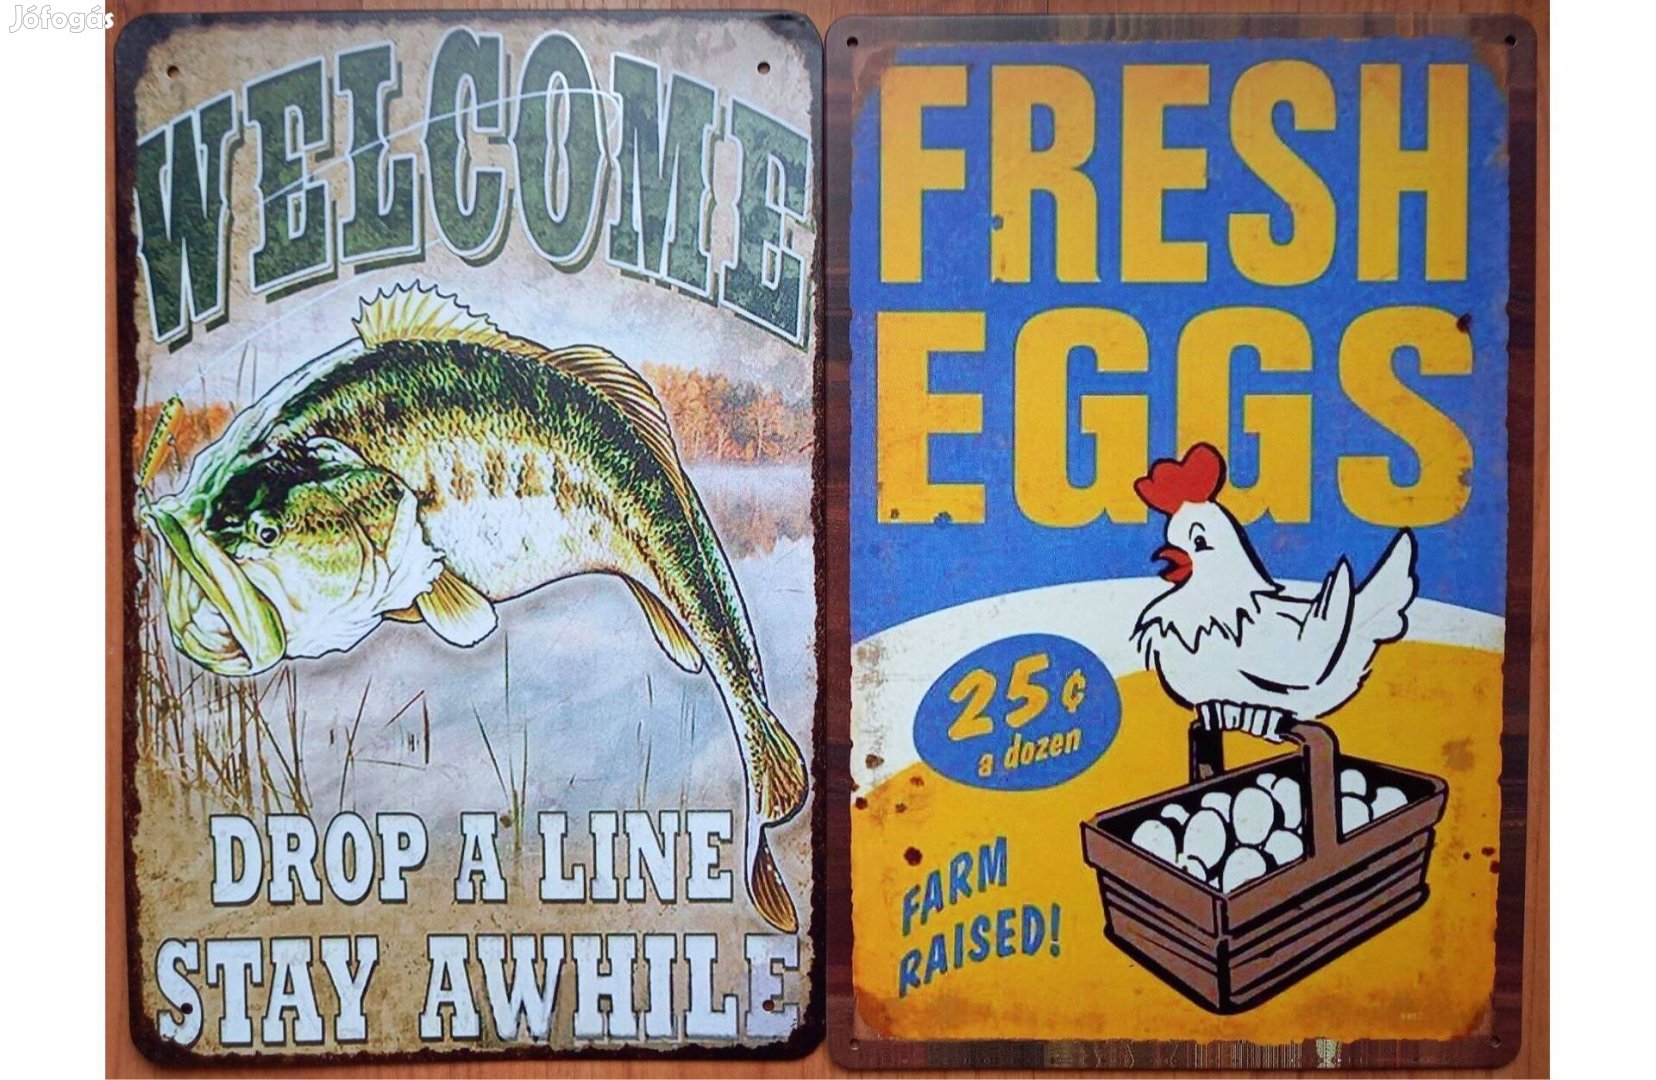 Jófogás
WELCOME
DROP A LINE
STAY AWHILE
FRESH
EGGS
25¢
a dozen
FARM
RAISED!